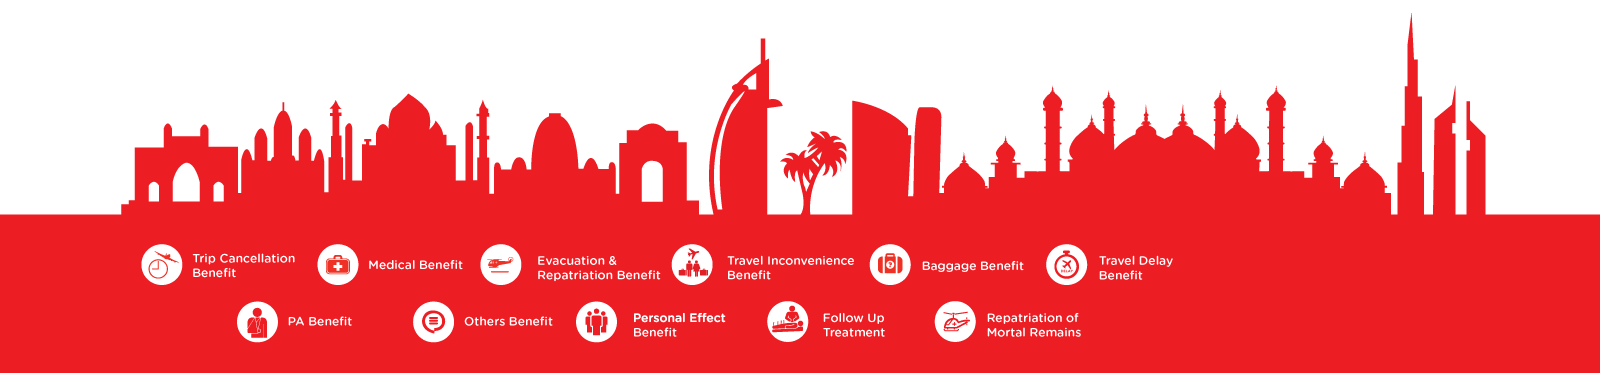 Trip Cancellation
Benefit
Medical Benefit
Evacuation &
Repatriation Benefit
Travel Inconvenience
Benefit
Baggage Benefit
DELAY
Travel Delay
Benefit
PA Benefit
Others Benefit
Personal Effect
Benefit
Follow Up
Treatment
Repatriation of
Mortal Remains